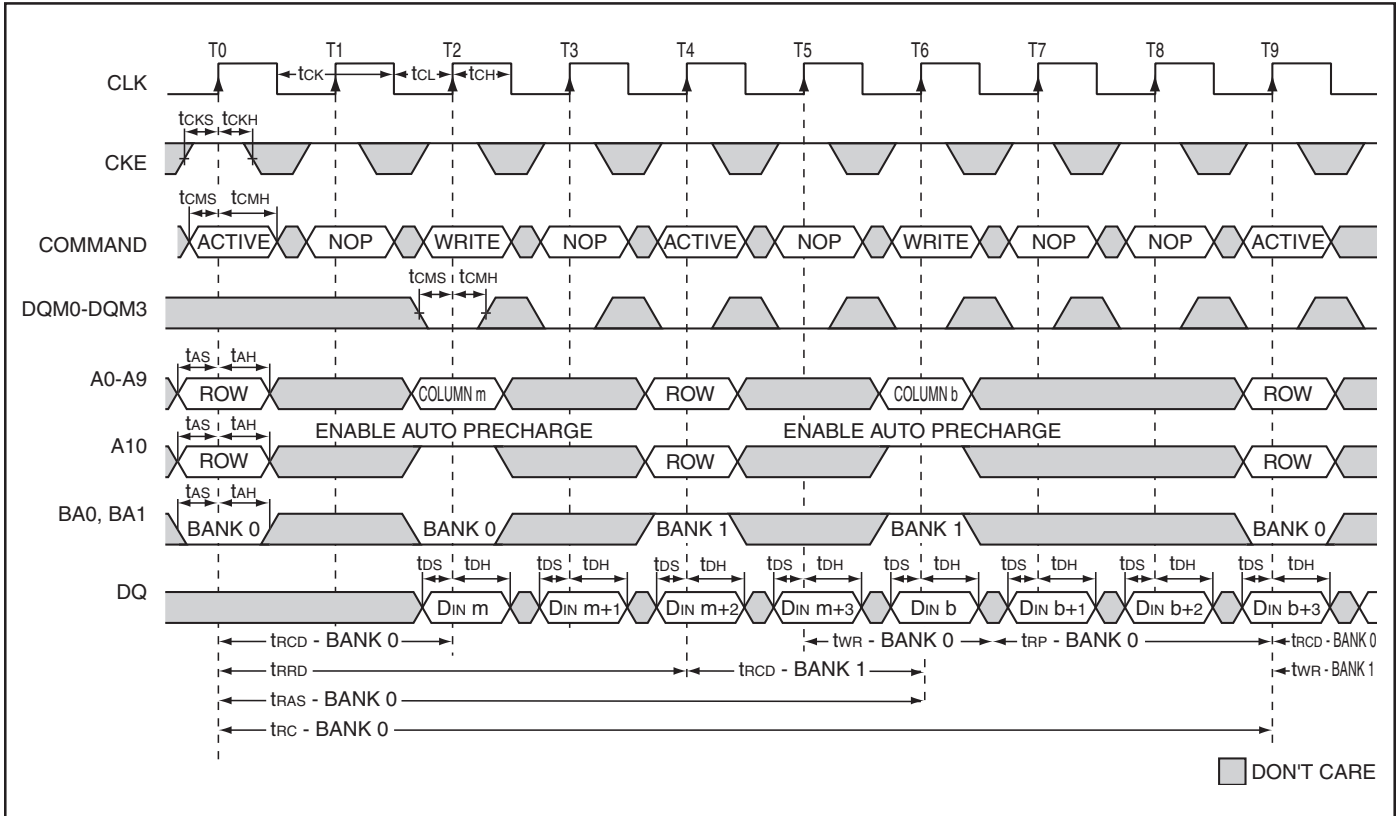 T0 T1 T2 T3 T4 T5 T6 T7 T8 T9
CLK tCK tCL tCH
tCKS tCKH
CKE
tCMS tCMH
COMMAND ACTIVE NOP WRITE NOP ACTIVE NOP WRITE NOP NOP ACTIVE
tCMS tCMH
DQM0-DQM3
tAS tAH
A0-A9 ROW COLUMN m ROW COLUMN b ROW
tAS tAH ENABLE AUTO PRECHARGE ENABLE AUTO PRECHARGE
A10 ROW ROW ROW
tAS tAH
BA0, BA1 BANK 0 BANK 0 BANK 1 BANK 1 BANK 0
tDS tDH tDS tDH tDS tDH tDS tDH tDS tDH tDS tDH tDS tDH tDS tDH
DQ DIN m DIN m+1 DIN m+2 DIN m+3 DIN b DIN b+1 DIN b+2 DIN b+3
tRCD - BANK 0 tWR - BANK 0 tRP - BANK 0 tRCD - BANK 0
tRRD tRCD - BANK 1 tWR - BANK 1
tRAS - BANK 0
tRC - BANK 0
DON'T CARE